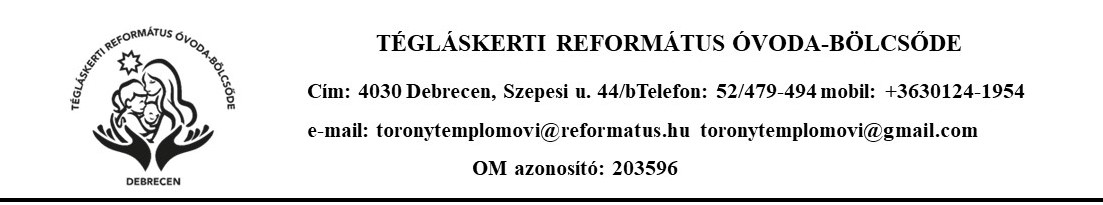 TÉGLÁSKERTI REFORMÁTUS ÓVODA-BÖLCSŐDE
DEBRECEN
TÉGLÁSKERTI REFORMÁTUS ÓVODA-BÖLCSŐDE
Cím: 4030 Debrecen, Szepesi u. 44/bTelefon: 52/479-494 mobil: +3630124-1954
e-mail: toronytemplomovi@reformatus.hu toronytemplomovi@gmail.com
OM azonosító: 203596